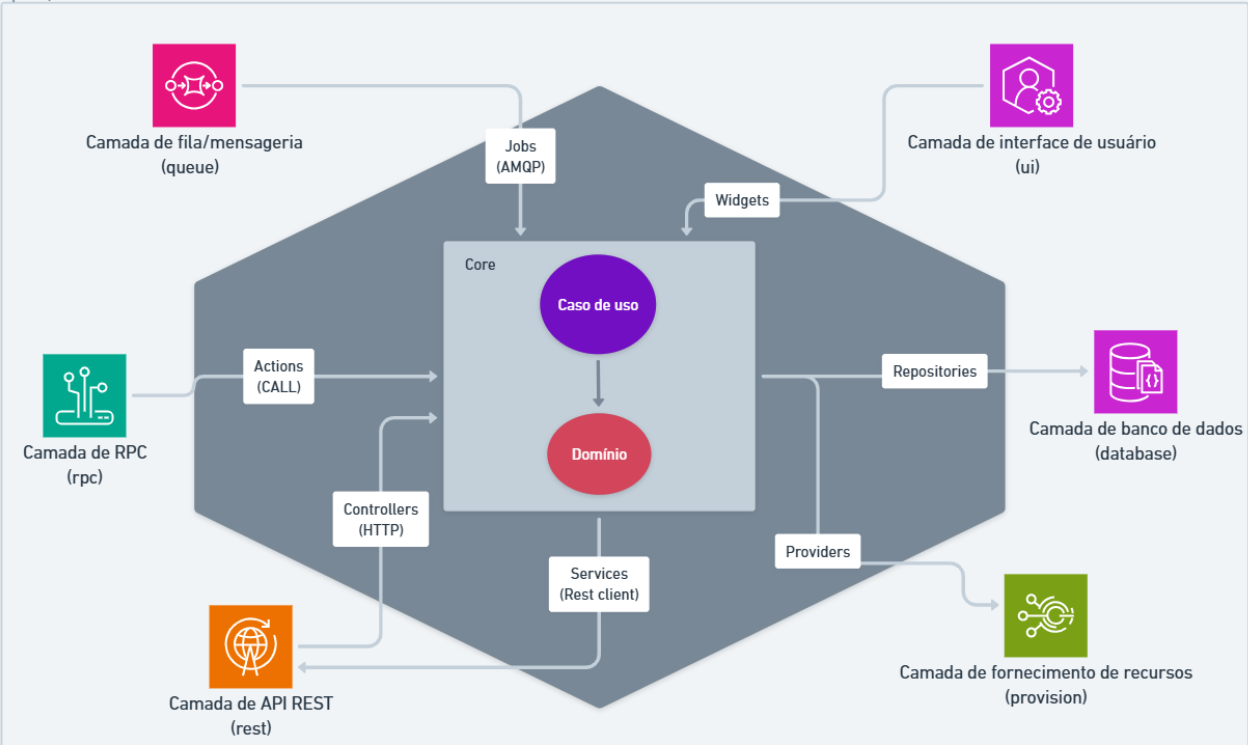 Camada de fila/mensageria
(queue)
Jobs
(AMQP)
Camada de interface de usuário
(ui)
Widgets
Core
Caso de uso
Actions
(CALL)
Repositories
Camada de RPC
(rpc)
Camada de banco de dados
(database)
Domínio
Controllers
(HTTP)
Providers
Services
(Rest client)
Camada de API REST
(rest)
Camada de fornecimento de recursos
(provision)